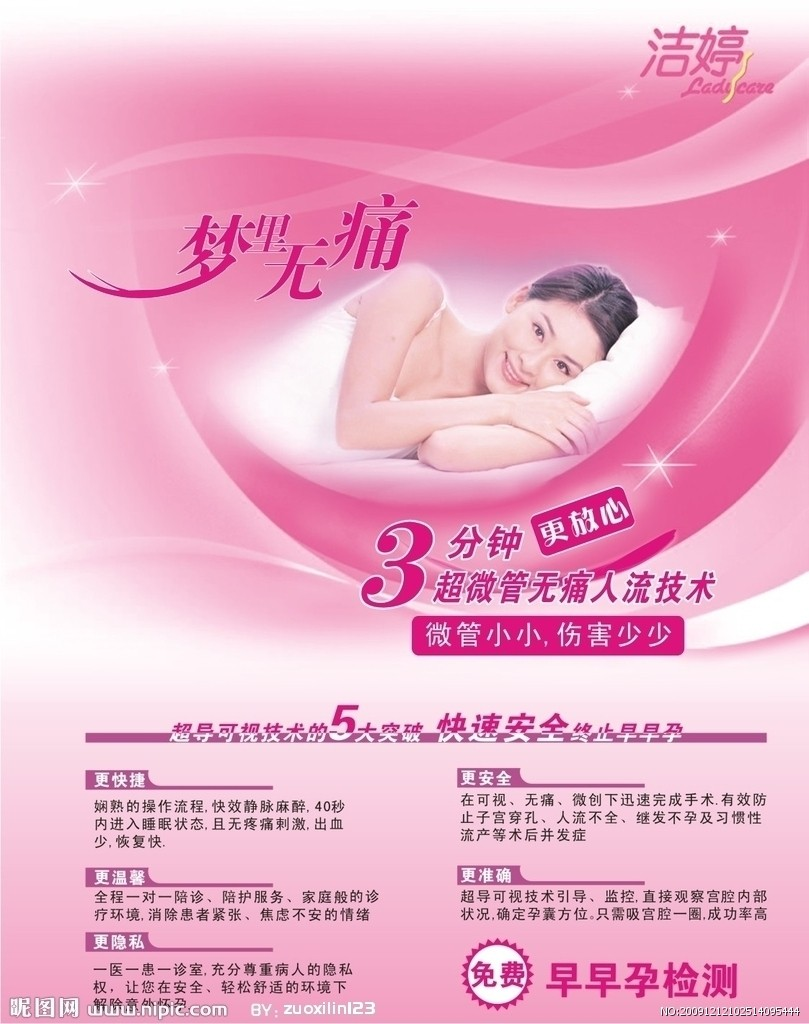 洁婷
Ladycare
梦里无痛
3分钟 更放心
超微管无痛人流技术
微管小小,伤害少少
超导可视技术的5大突破 快速安全终止早早孕
更快捷
娴熟的操作流程,快效静脉麻醉,40秒
内进入睡眠状态,且无疼痛刺激,出血
少,恢复快.
更温馨
全程一对一陪诊、陪护服务、家庭般的诊
疗环境,消除患者紧张、焦虑不安的情绪
更隐私
一医一患一诊室,充分尊重病人的隐私
权，让您在安全、轻松舒适的环境下
解除意外怀孕
更安全
在可视、无痛、微创下迅速完成手术.有效防
止子宫穿孔、人流不全、继发不孕及习惯性
流产等术后并发症
更准确
超导可视技术引导、监控,直接观察宫腔内部
状况,确定孕囊方位。只需吸宫腔一圈,成功率高
免费 早早孕检测
昵图网 www.nipic.com BY: zuoxilin123
NO:20091212102514095444